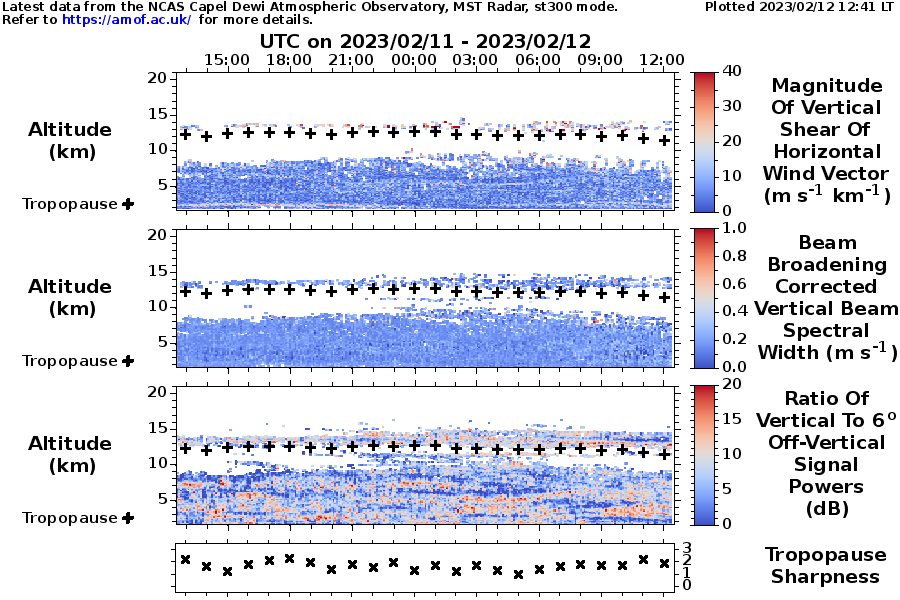 Latest data from the NCAS Capel Dewi Atmospheric Observatory, MST Radar, st300 mode.
Plotted 2023/02/12 12:41 LT
Refer to https://amof.ac.uk/ for more details.
UTC on 2023/02/11 - 2023/02/12
15:00 18:00 21:00 00:00 03:00 06:00 09:00 12:00
Altitude
(km)
Tropopause +
20
15
10
5
40
30
20
10
0
Magnitude
Of Vertical
Shear Of
Horizontal
Wind Vector
(m s-1 km-1)
Altitude
(km)
Tropopause +
20
15
10
5
1.0
0.8
0.6
0.4
0.2
0.0
Beam
Broadening
Corrected
Vertical Beam
Spectral
Width (m s-1)
Altitude
(km)
Tropopause +
20
15
10
5
20
15
10
5
0
Ratio Of
Vertical To 6o
Off-Vertical
Signal
Powers
(dB)
3
2
1
0
Tropopause
Sharpness